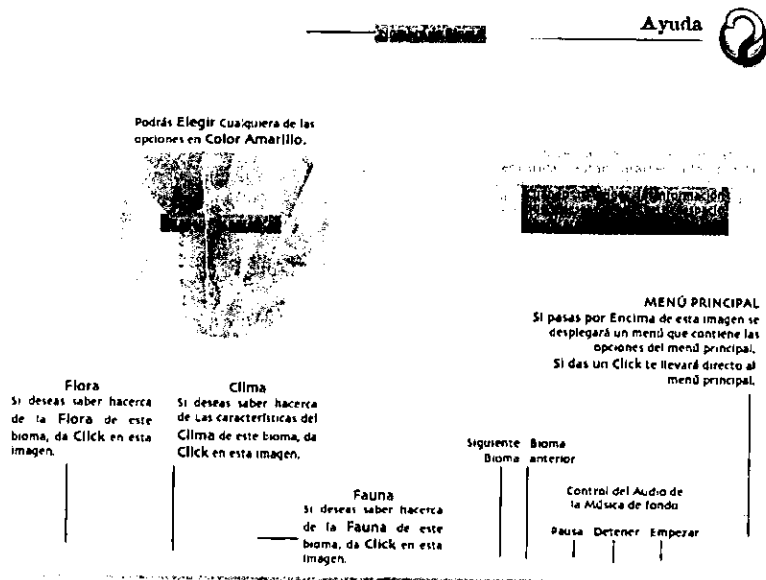 Ayuda
Podrás Elegir Cualquiera de las
opciones en Color Amarillo.
información
MENÚ PRINCIPAL
Si pasas por Encima de esta imagen se
desplegará un menú que contiene las
opciones del menú principal.
Si das un Click te llevará directo al
menú principal.
Flora
Si deseas saber hacerca
de la Flora de este
bioma, da Click en esta
imagen.
Clima
Si deseas saber hacerca
de Las características del
Clima de este bioma, da
Click en esta imagen.
Siguiente Bioma
Bioma anterior
Fauna
Si deseas saber hacerca
de la Fauna de este
bioma, da Click en esta
imagen.
Control del Audio de
la Música de fondo
Pausa Detener Empezar